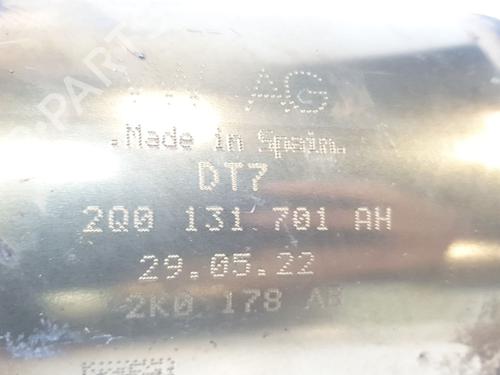 AG
.Made in Spain.
DT7
2Q0 131 701 AH
29.05.22
2K0 178 AB